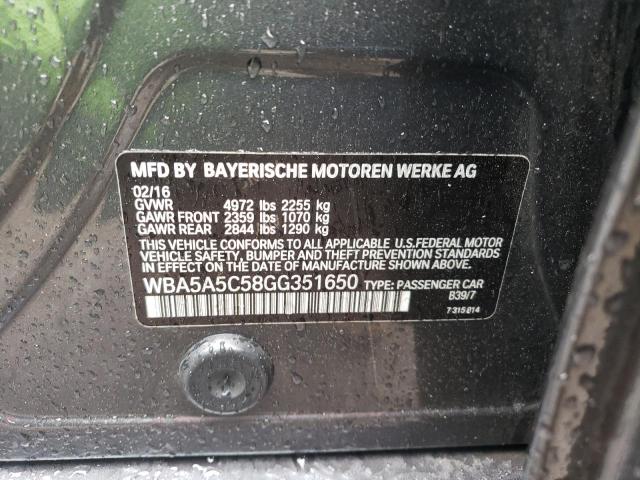 MFD BY BAYERISCHE MOTOREN WERKE AG
02/16
GVWR 4972 lbs 2255 kg
GAWR FRONT 2359 lbs 1070 kg
GAWR REAR 2844 lbs 1290 kg
THIS VEHICLE CONFORMS TO ALL APPLICABLE U.S.FEDERAL MOTOR
VEHICLE SAFETY, BUMPER AND THEFT PREVENTION
STANDARDS IN EFFECT ON THE DATE OF MANUFACTURE SHOWN ABOVE.
WBA5A5C58GG351650 TYPE: PASSENGER CAR
B39/7
7315014